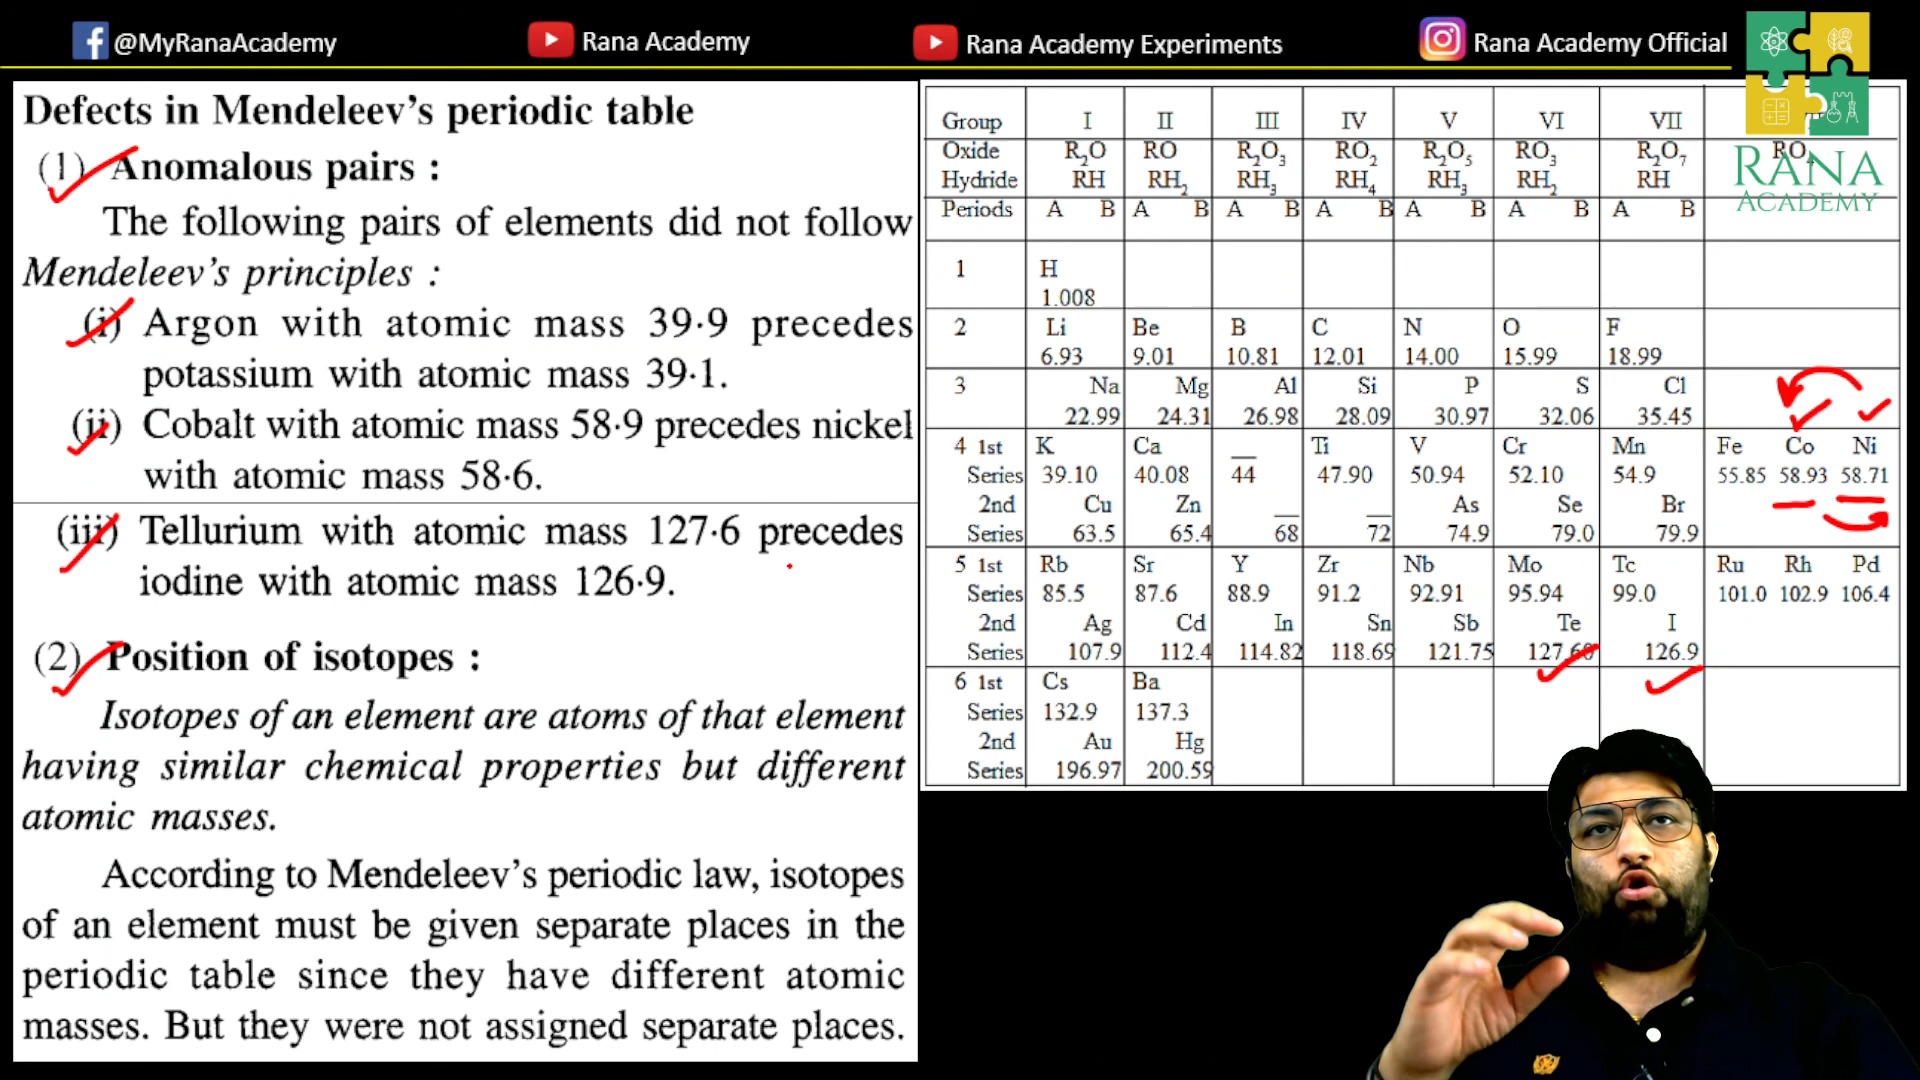 @MyRanaAcademy
Rana Academy
Rana Academy Experiments
Rana Academy Official
RANA
ACADEMY
Defects in Mendeleev's periodic table
(1) Anomalous pairs :
The following pairs of elements did not follow
Mendeleev's principles :
(i) Argon with atomic mass 39·9 precedes
potassium with atomic mass 39·1.
(ii) Cobalt with atomic mass 58·9 precedes nickel
with atomic mass 58·6.
(iii) Tellurium with atomic mass 127·6 precedes
iodine with atomic mass 126·9.
(2) Position of isotopes :
Isotopes of an element are atoms of that element
having similar chemical properties but different
atomic masses.
According to Mendeleev's periodic law, isotopes
of an element must be given separate places in the
periodic table since they have different atomic
masses. But they were not assigned separate places.
Group I II III IV V VI VII
Oxide R₂O RO R₂O₃ RO₂ R₂O₅ RO₃ R₂O₇ RO₄
Hydride RH RH₂ RH₃ RH₄ RH₃ RH₂ RH
Periods A B A B A B A B A B A B A B
1 H
1.008
2 Li Be B C N O F
6.93 9.01 10.81 12.01 14.00 15.99 18.99
3 Na Mg Al Si P S Cl
22.99 24.31 26.98 28.09 30.97 32.06 35.45
4 1st K Ca __ Ti V Cr Mn Fe Co Ni
Series 39.10 40.08 44 47.90 50.94 52.10 54.9 55.85 58.93 58.71
2nd Cu Zn __ __ As Se Br
Series 63.5 65.4 68 72 74.9 79.0 79.9
5 1st Rb Sr Y Zr Nb Mo Tc Ru Rh Pd
Series 85.5 87.6 88.9 91.2 92.91 95.94 99.0 101.0 102.9 106.4
2nd Ag Cd In Sn Sb Te I
Series 107.9 112.4 114.82 118.69 121.75 127.60 126.9
6 1st Cs Ba
Series 132.9 137.3
2nd Au Hg
Series 196.97 200.59